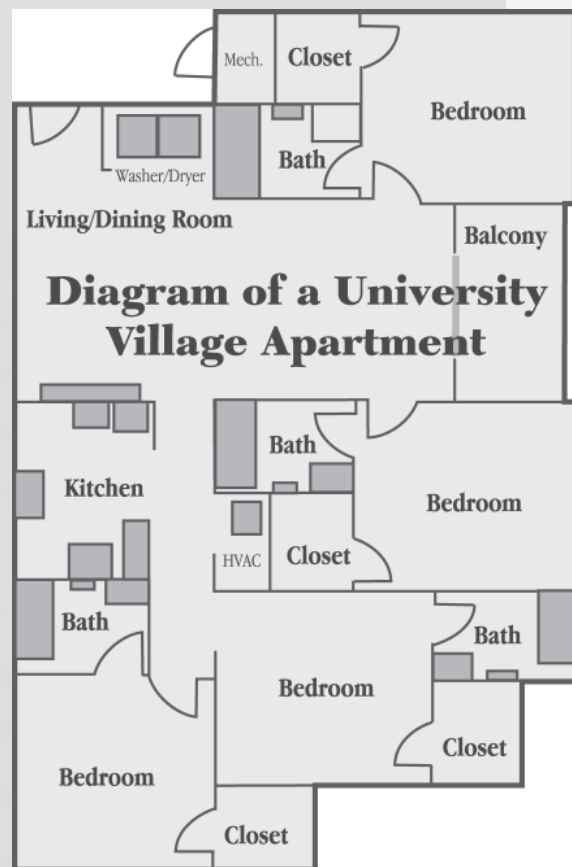 Mech.
Closet
Bedroom
Bath
Washer/Dryer
Living/Dining Room
Balcony
Diagram of a University
Village Apartment
Bath
Kitchen
Bedroom
HVAC
Closet
Bath
Bath
Bedroom
Closet
Bedroom
Closet